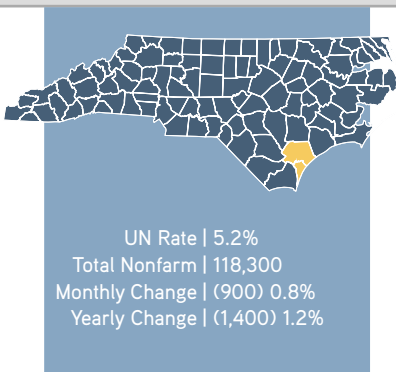 UN Rate | 5.2%
Total Nonfarm | 118,300
Monthly Change | (900) 0.8%
Yearly Change | (1,400) 1.2%